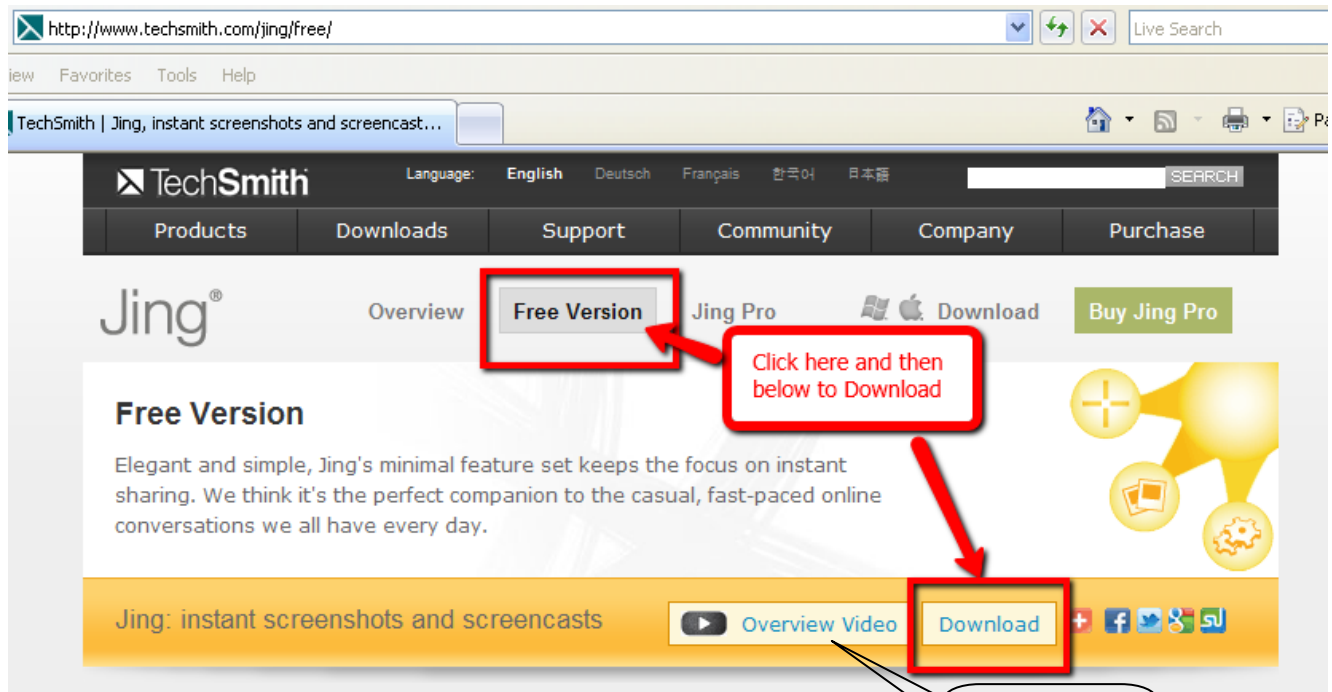 http://www.techsmith.com/jing/free/
Live Search
iew Favorites Tools Help
TechSmith | Jing, instant screenshots and screencast...
Pa
TechSmith
Language: English Deutsch Français 한국어 日本語
SEARCH
Products Downloads Support Community Company Purchase
Jing®
Overview Free Version Jing Pro Download Buy Jing Pro
Click here and then
below to Download
Free Version
Elegant and simple, Jing's minimal feature set keeps the focus on instant
sharing. We think it's the perfect companion to the casual, fast-paced online
conversations we all have every day.
Jing: instant screenshots and screencasts
Overview Video Download